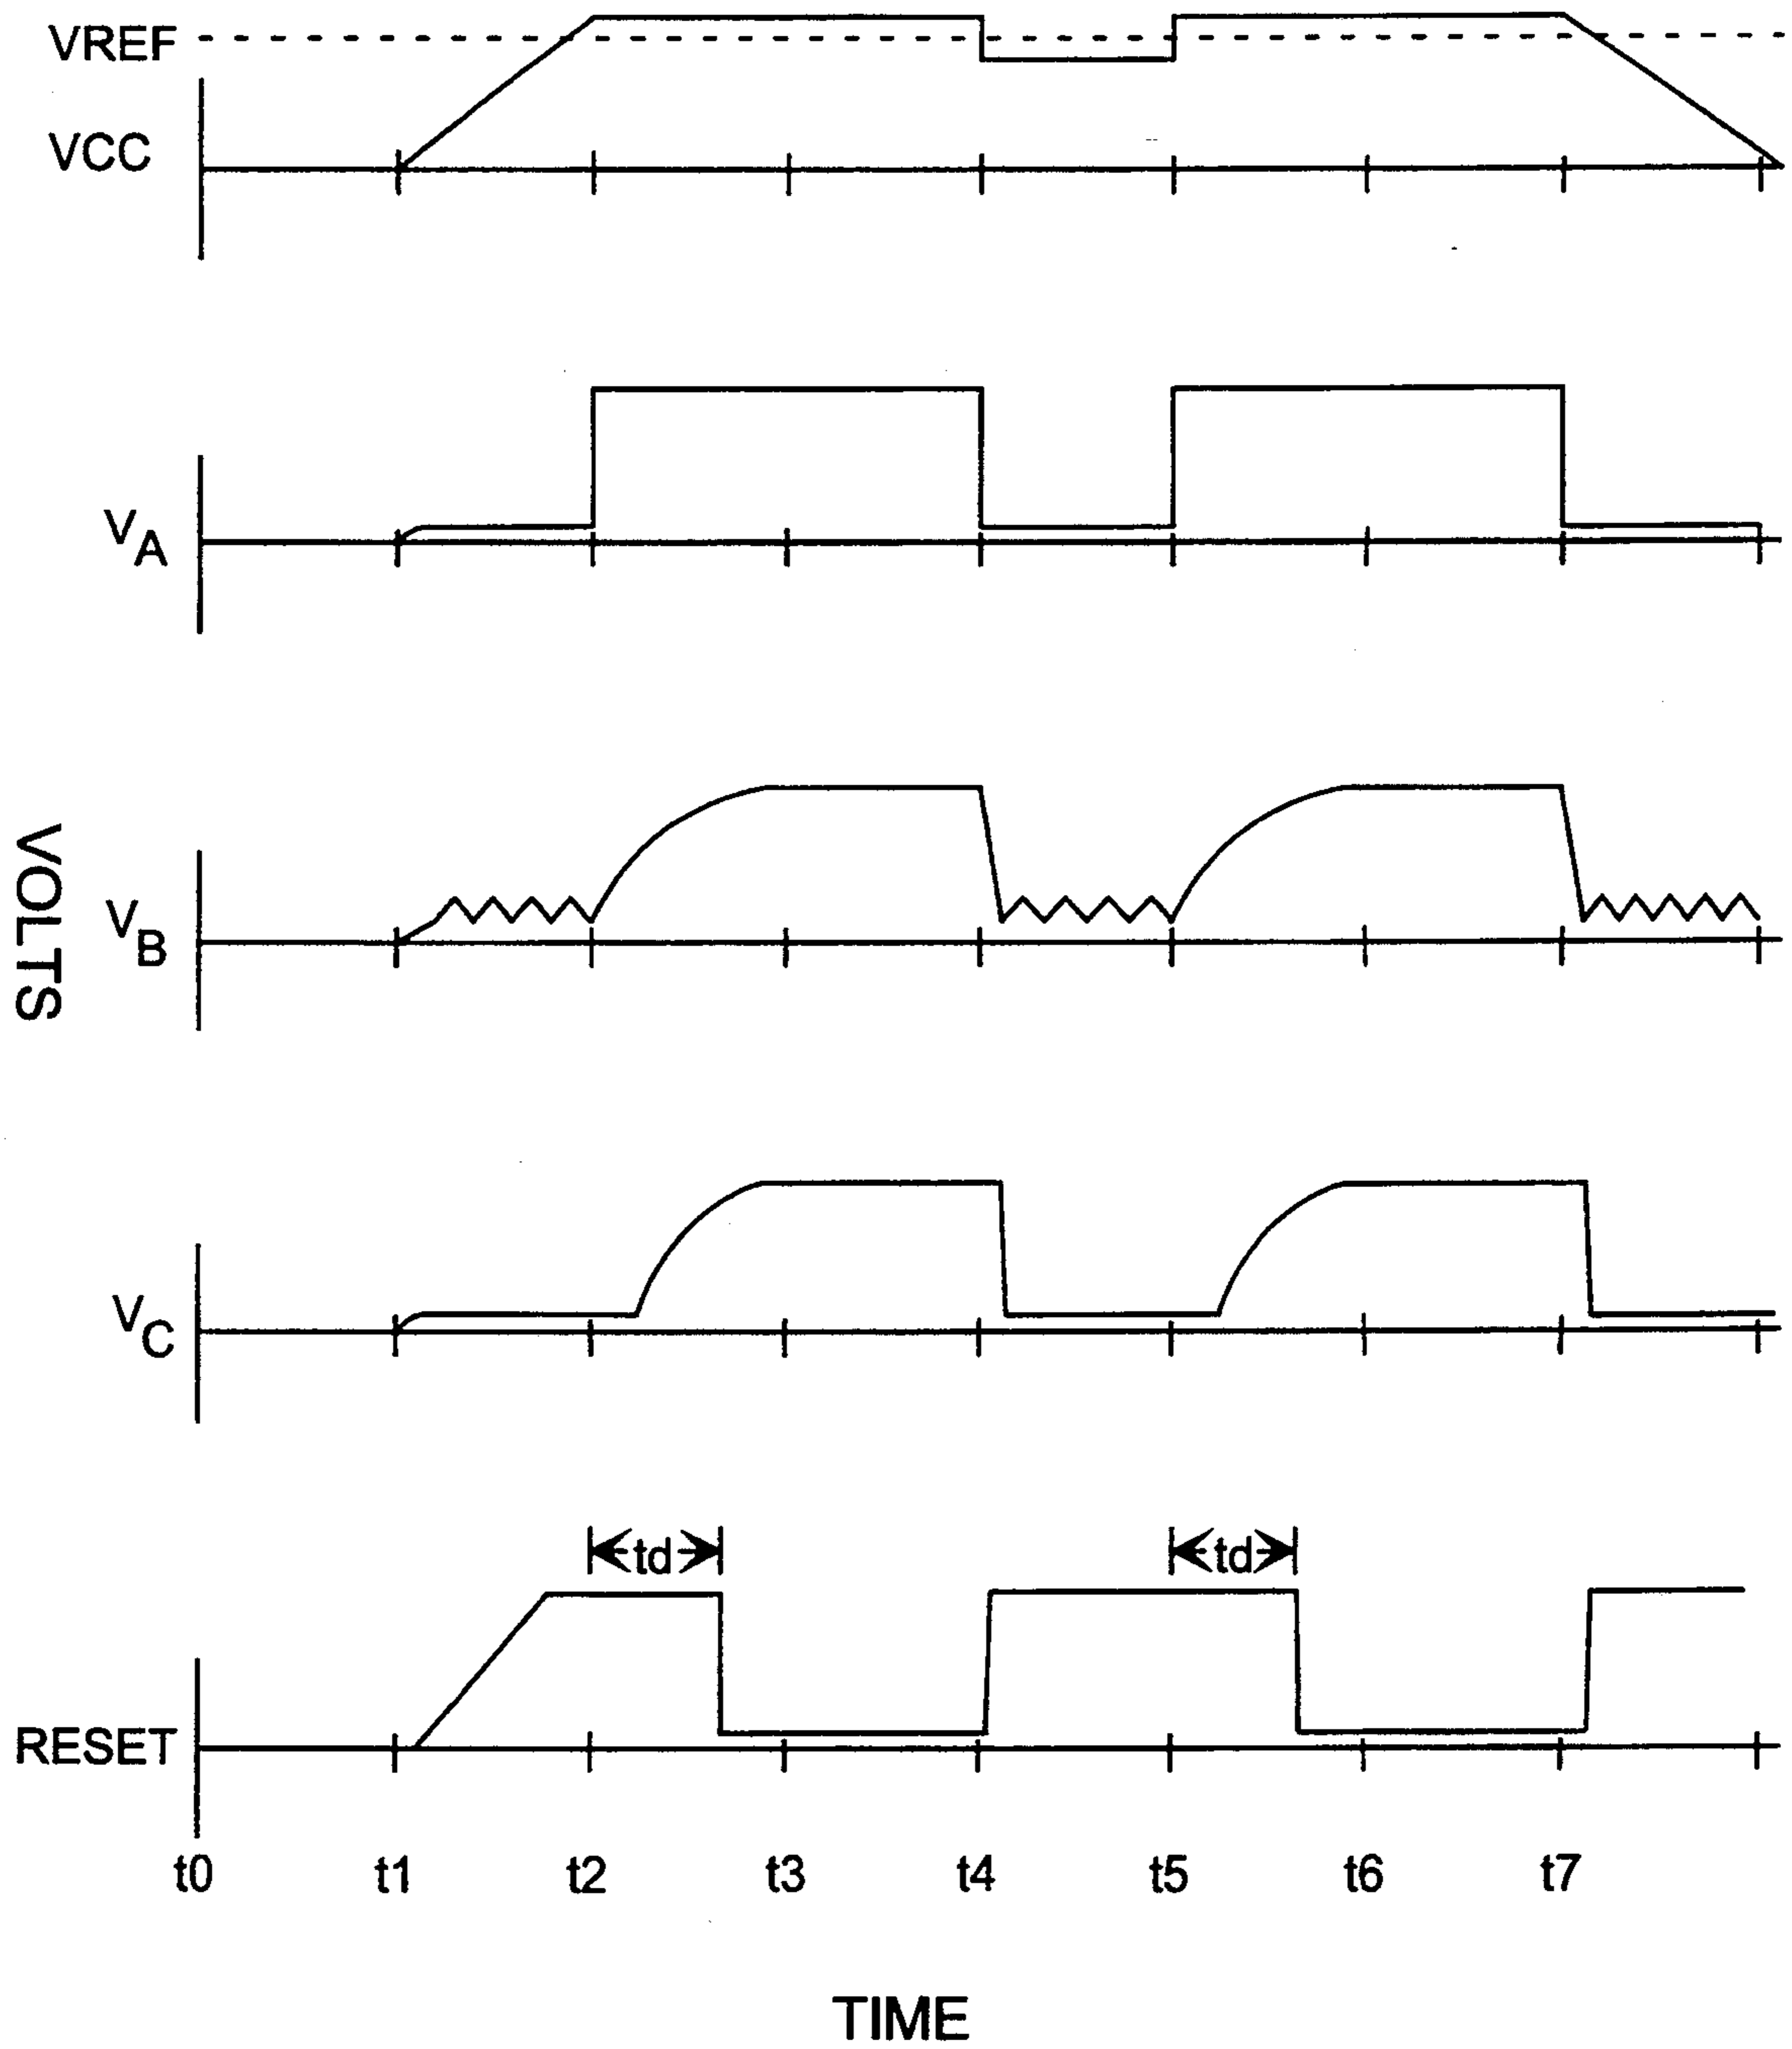 VREF
VCC
VA
VOLTS
VB
VC
td td
RESET
t0 t1 t2 t3 t4 t5 t6 t7
TIME